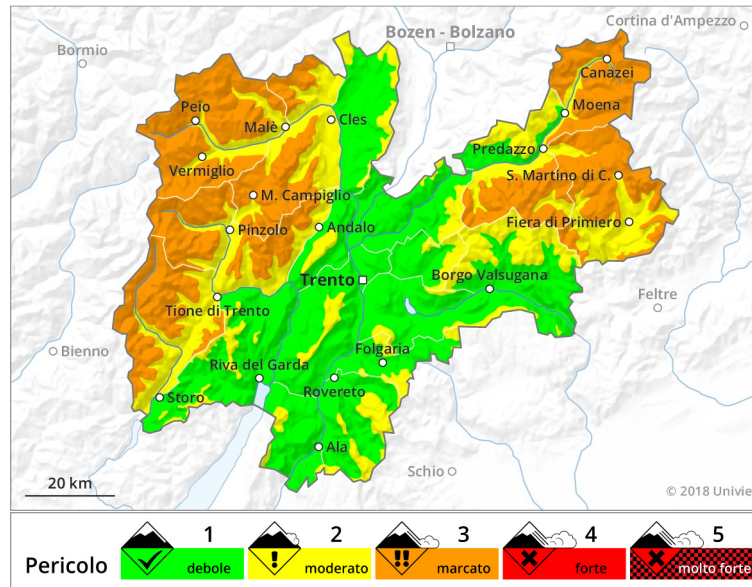 Cortina d'Ampezzo
Bozen - Bolzano
Bormio
Canazei
Peio
Moena
Malè
Cles
Predazzo
Vermiglio
S. Martino di C.
M. Campiglio
Fiera di Primiero
Pinzolo
Andalo
Trento
Borgo Valsugana
Feltre
Tione di Trento
Folgaria
Bienno
Riva del Garda
Rovereto
Storo
Ala
Schio
20 km
© 2018 Univie
Pericolo
1
debole
2
moderato
3
marcato
4
forte
5
molto forte